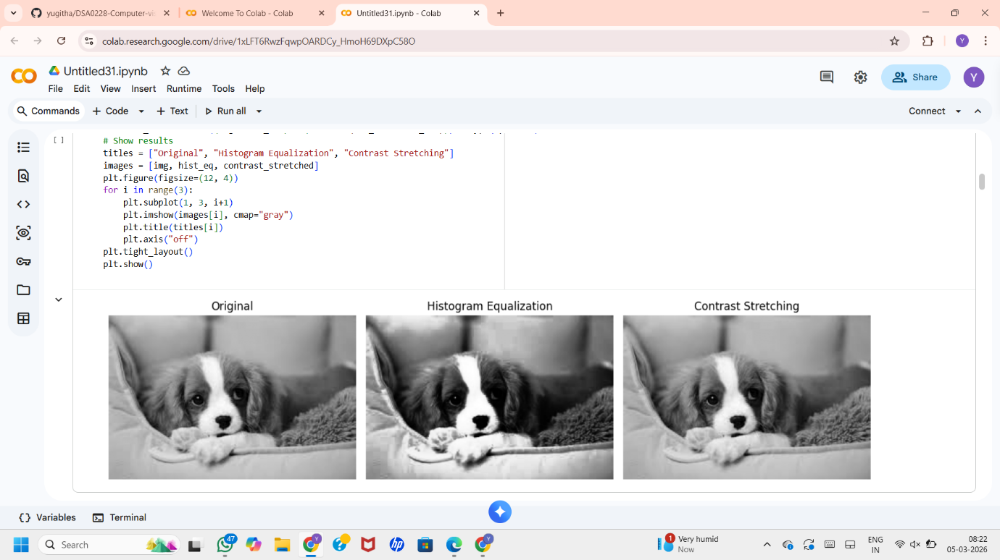 yugitha/DSA0228-Computer-vi
Welcome To Colab - Colab
Untitled31.ipynb - Colab
colab.research.google.com/drive/1xLFT6RwzFqwpOARDCy_HmoH69DXpC58O
Y
Untitled31.ipynb
File Edit View Insert Runtime Tools Help
Share
Y
Commands + Code + Text Run all
Connect
[ ]
# Show results
titles = ["Original", "Histogram Equalization", "Contrast Stretching"]
images = [img, hist_eq, contrast_stretched]
plt.figure(figsize=(12, 4))
for i in range(3):
    plt.subplot(1, 3, i+1)
    plt.imshow(images[i], cmap="gray")
    plt.title(titles[i])
    plt.axis("off")
plt.tight_layout()
plt.show()
Original Histogram Equalization Contrast Stretching
{} Variables Terminal
Search
47
hp
1
Very humid
Now
ENG
IN
08:22
05-03-2026